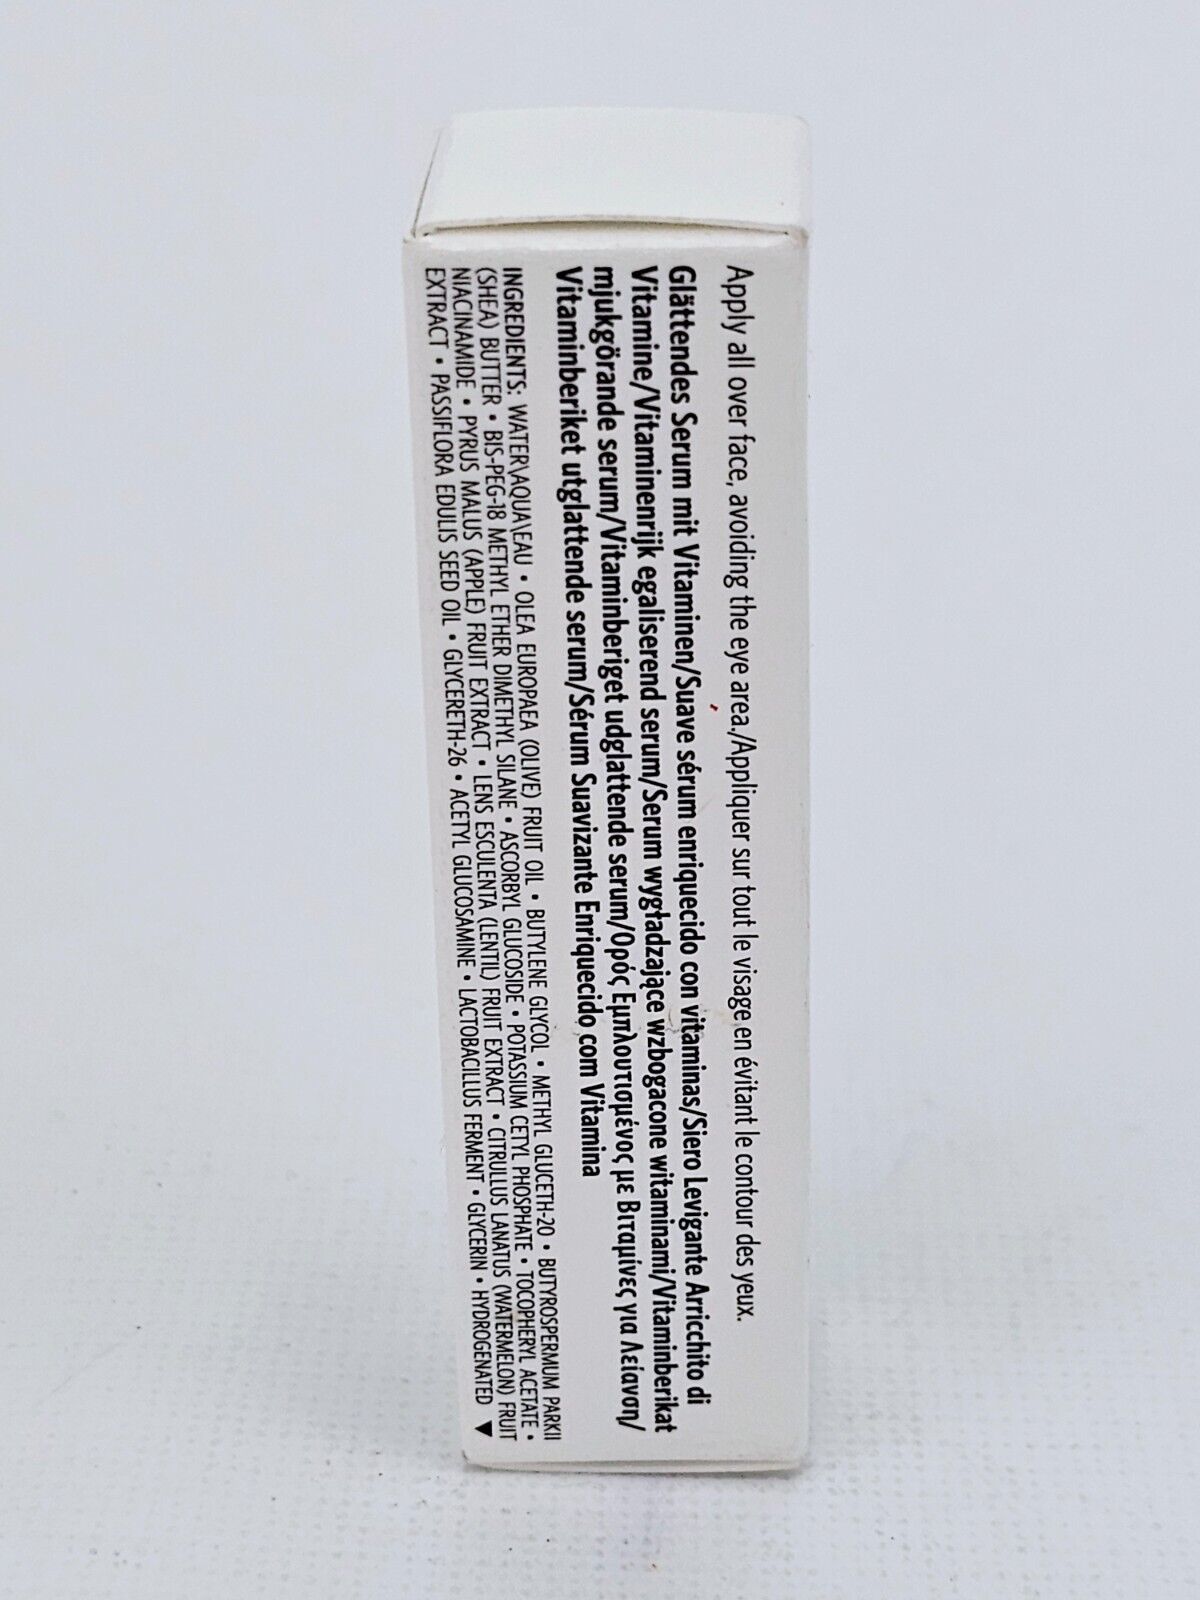 Apply all over face, avoiding the eye area./Appliquer sur tout le visage en évitant le contour des yeux.
Glättendes Serum mit Vitaminen/Suave sérum enriquecido con vitaminas/Siero Levigante Arricchito di
Vitamine/Vitaminenrijk egaliserend serum/Serum wygładzające wzbogacone witaminami/Vitaminberikat
mjukgörande serum/Vitaminberiget udglattende serum/Ορός Εμπλουτισμένος με Βιταμίνες για Λείανση/
Vitaminberiket utglattende serum/Sérum Suavizante Enriquecido com Vitamina
INGREDIENTS: WATER\AQUA\EAU • OLEA EUROPAEA (OLIVE) FRUIT OIL • BUTYLENE GLYCOL • METHYL GLUCETH-20 • BUTYROSPERMUM PARKII
(SHEA) BUTTER • BIS-PEG-18 METHYL ETHER DIMETHYL SILANE • ASCORBYL GLUCOSIDE • POTASSIUM CETYL PHOSPHATE • TOCOPHERYL ACETATE •
NIACINAMIDE • PYRUS MALUS (APPLE) FRUIT EXTRACT • LENS ESCULENTA (LENTIL) FRUIT EXTRACT • CITRULLUS LANATUS (WATERMELON) FRUIT
EXTRACT • PASSIFLORA EDULIS SEED OIL • GLYCERETH-26 • ACETYL GLUCOSAMINE • LACTOBACILLUS FERMENT • GLYCERIN • HYDROGENATED ▶